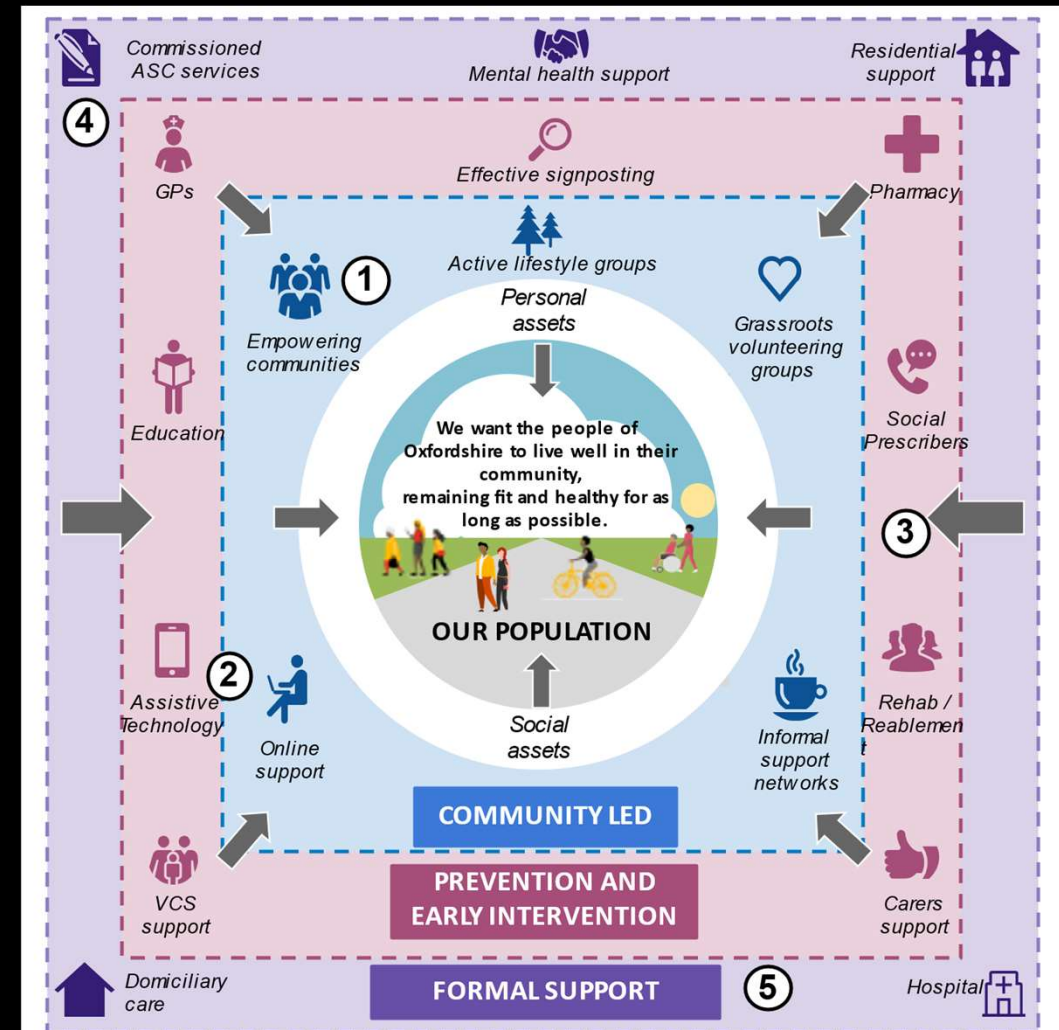 Commissioned
ASC services
Mental health support
Residential
support
4
GPs
Effective signposting
Pharmacy
1
Active lifestyle groups
Empowering
communities
Personal
assets
Grassroots
volunteering
groups
Education
Social
Prescribers
We want the people of
Oxfordshire to live well in their
community,
remaining fit and healthy for as
long as possible.
3
OUR POPULATION
2
Assistive
Technology
Online
support
Social
assets
Informal
support
networks
Rehab /
Reablemen
t
COMMUNITY LED
VCS
support
PREVENTION AND
EARLY INTERVENTION
Carers
support
Domiciliary
care
FORMAL SUPPORT
5
Hospital